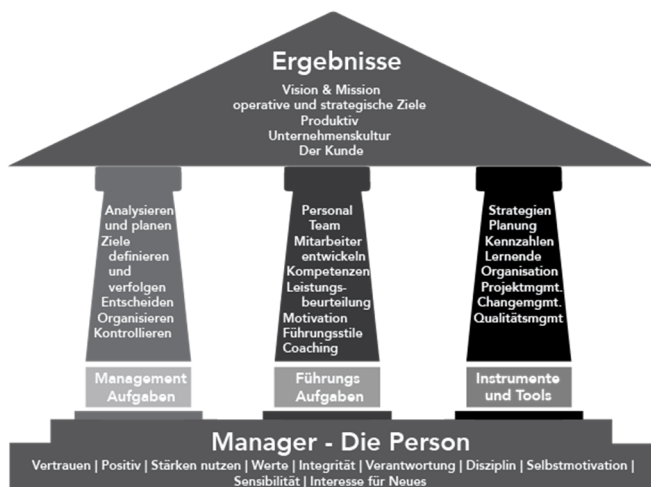 Ergebnisse
Vision & Mission
operative und strategische Ziele
Produktiv
Unternehmenskultur
Der Kunde
Analysieren
und planen
Ziele
definieren
und
verfolgen
Entscheiden
Organisieren
Kontrollieren
Management
Aufgaben
Personal
Team
Mitarbeiter
entwickeln
Kompetenzen
Leistungs-
beurteilung
Motivation
Führungsstile
Coaching
Führungs
Aufgaben
Strategien
Planung
Kennzahlen
Lernende
Organisation
Projektmgmt.
Changemgmt.
Qualitätsmgmt
Instrumente
und Tools
Manager - Die Person
Vertrauen | Positiv | Stärken nutzen | Werte | Integrität | Verantwortung | Disziplin | Selbstmotivation |
Sensibilität | Interesse für Neues